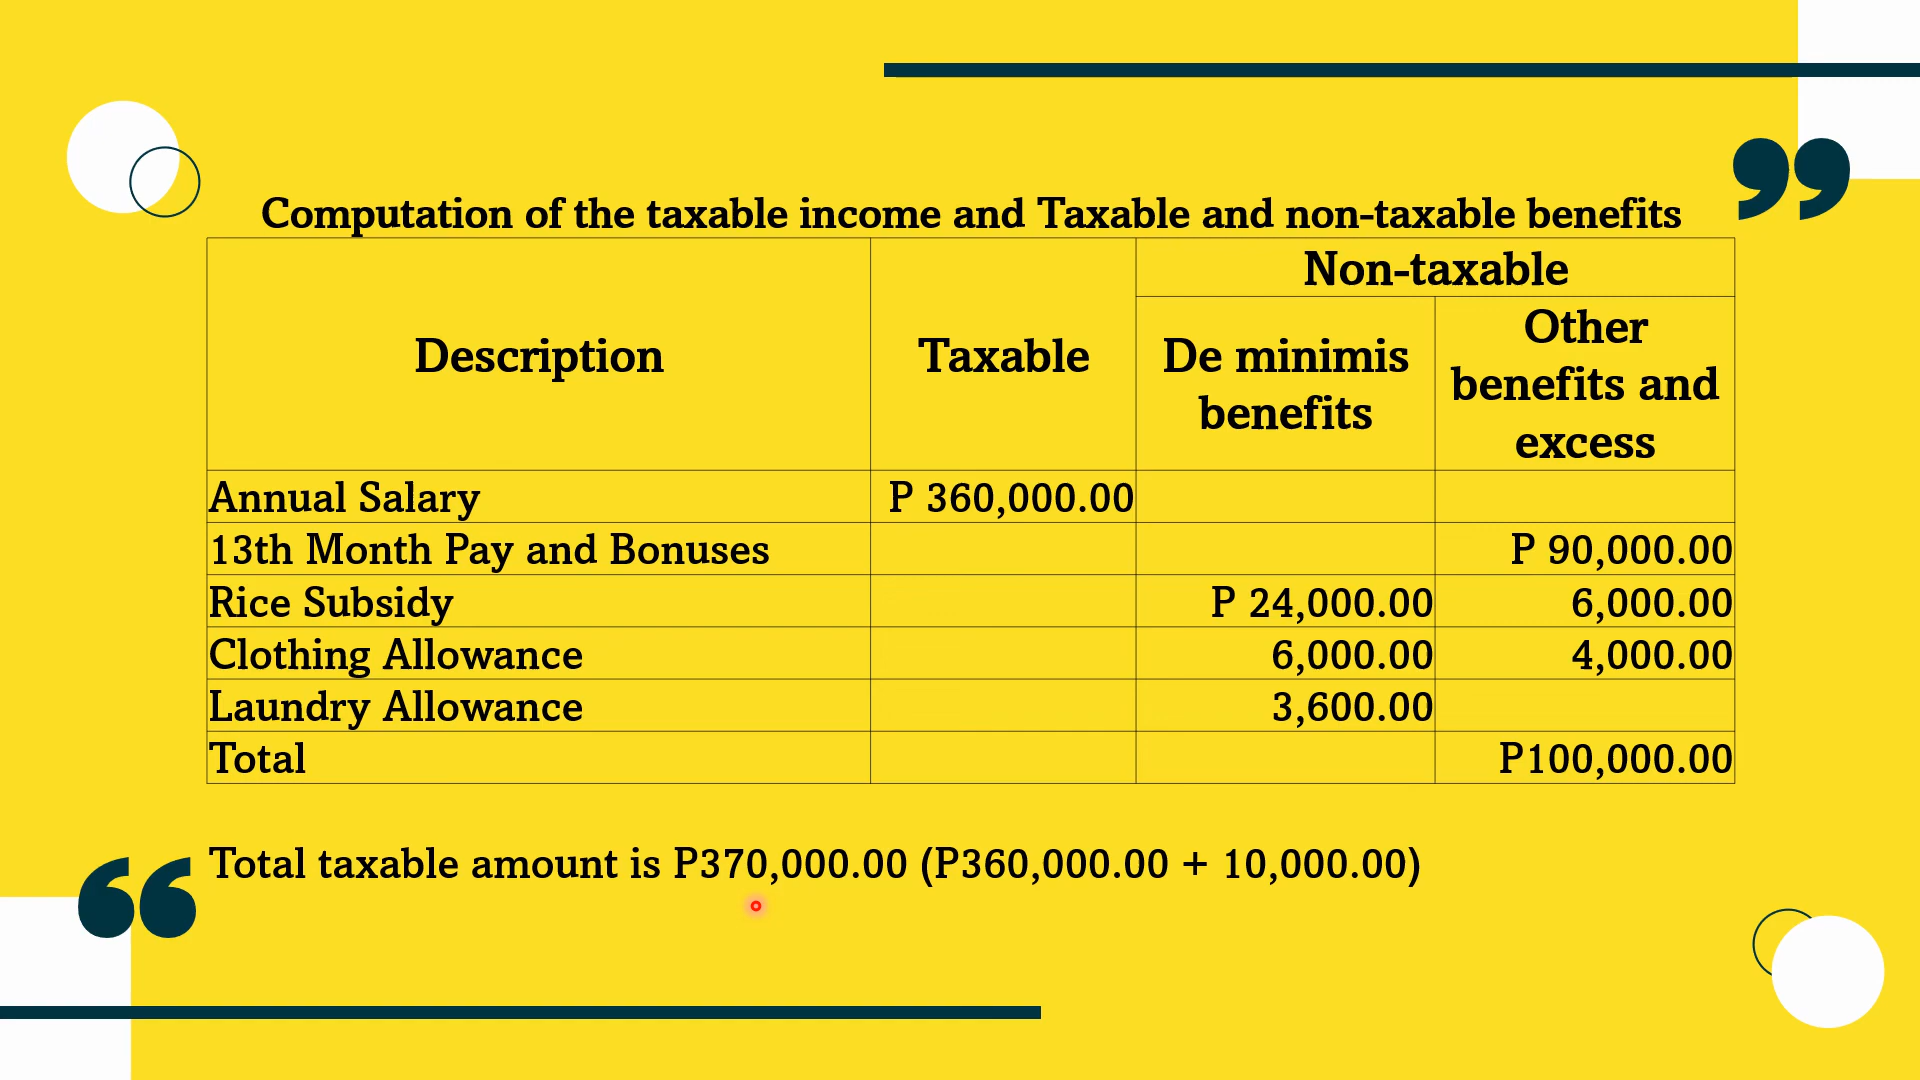 Computation of the taxable income and Taxable and non-taxable benefits
Description
Taxable
Non-taxable
De minimis
benefits
Other
benefits and
excess
Annual Salary P 360,000.00
13th Month Pay and Bonuses P 90,000.00
Rice Subsidy P 24,000.00 6,000.00
Clothing Allowance 6,000.00 4,000.00
Laundry Allowance 3,600.00
Total P100,000.00
Total taxable amount is P370,000.00 (P360,000.00 + 10,000.00)